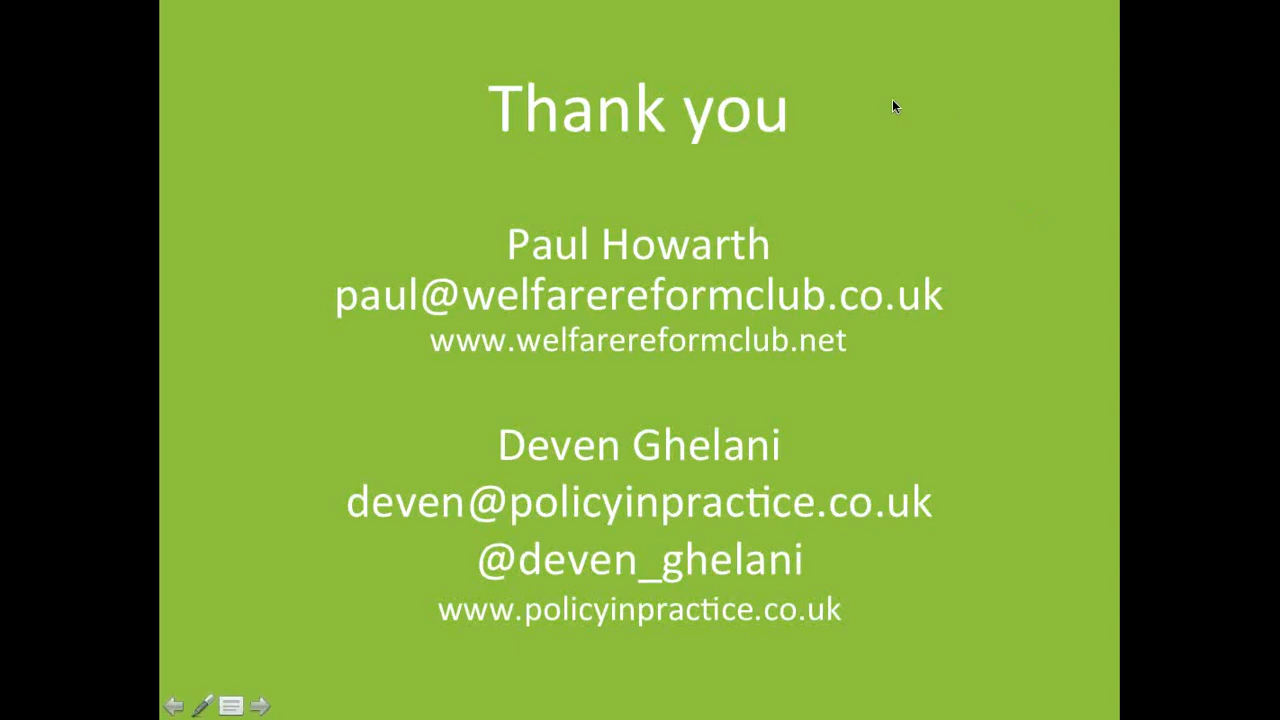 Thank you
Paul Howarth
paul@welfarereformclub.co.uk
www.welfarereformclub.net
Deven Ghelani
deven@policyinpractice.co.uk
@deven_ghelani
www.policyinpractice.co.uk